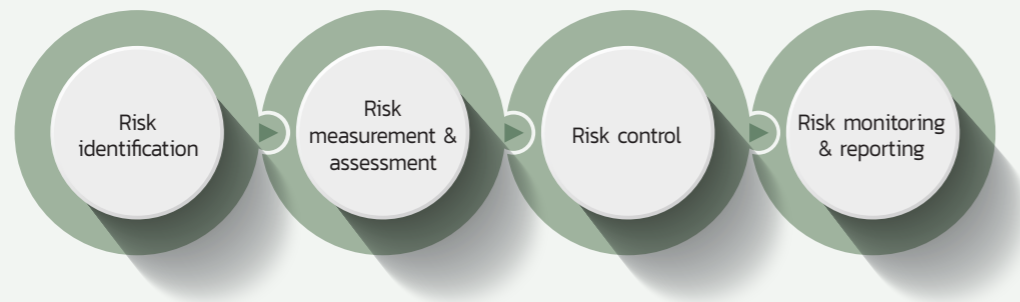 Risk
identification
Risk
measurement &
assessment
Risk control
Risk monitoring
& reporting